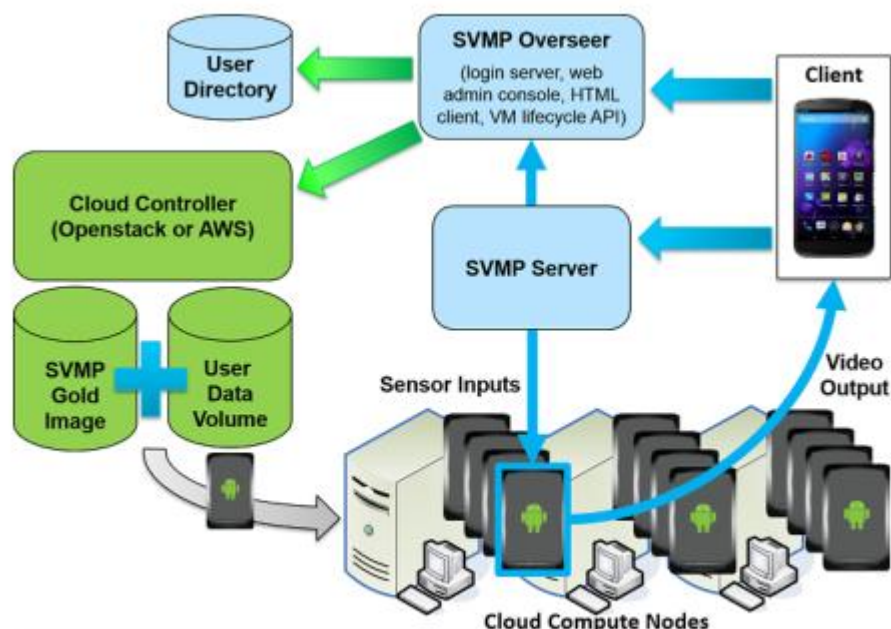 User
Directory
SVMP Overseer
(login server, web
admin console, HTML
client, VM lifecycle API)
Client
Cloud Controller
(Openstack or AWS)
SVMP Server
SVMP
Gold
Image
User
Data
Volume
Sensor Inputs
Video
Output
Cloud Compute Nodes